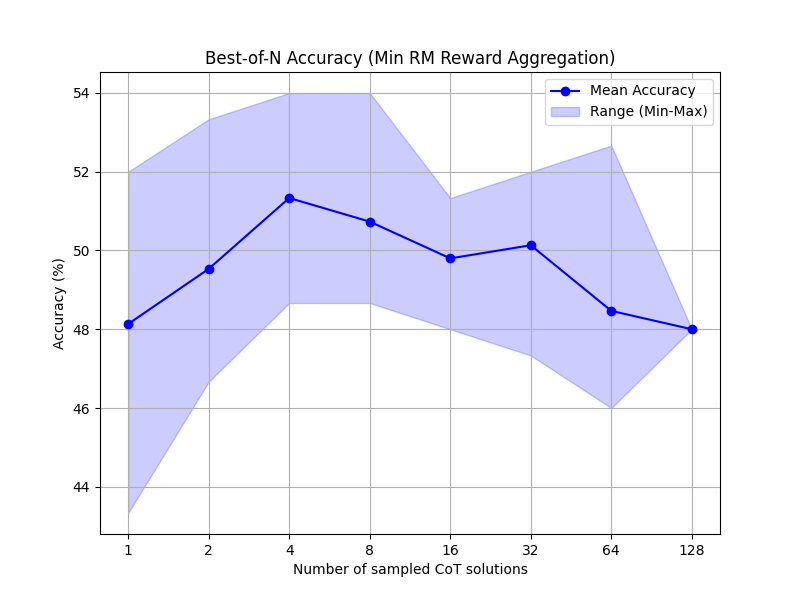 Best-of-N Accuracy (Min RM Reward Aggregation)
Mean Accuracy
Range (Min-Max)
Accuracy (%)
54
52
50
48
46
44
1 2 4 8 16 32 64 128
Number of sampled CoT solutions